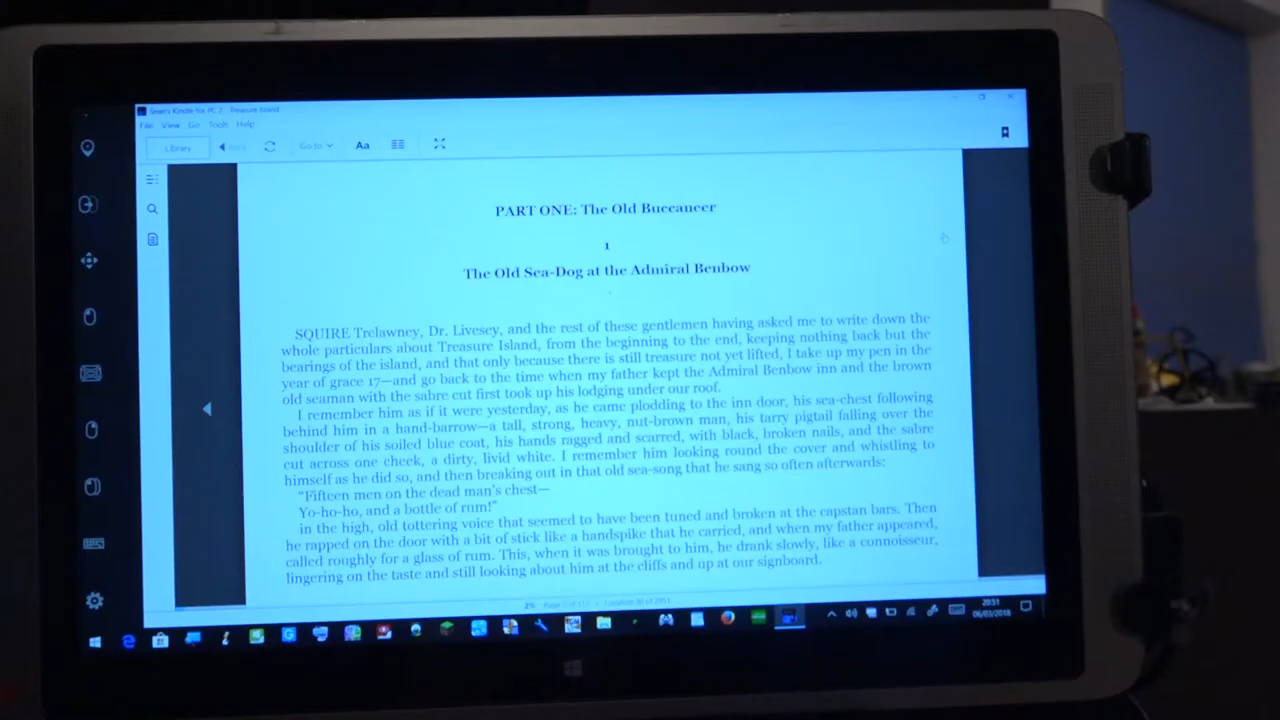 Sean's Kindle for PC 2 - Treasure Island
File View Go Tools Help
Library Back Go to Aa
PART ONE: The Old Buccaneer
1
The Old Sea-Dog at the Admiral Benbow
SQUIRE Trelawney, Dr. Livesey, and the rest of these gentlemen having asked me to write down the
whole particulars about Treasure Island, from the beginning to the end, keeping nothing back but the
bearings of the island, and that only because there is still treasure not yet lifted, I take up my pen in the
year of grace 17—and go back to the time when my father kept the Admiral Benbow inn and the brown
old seaman with the sabre cut first took up his lodging under our roof.
I remember him as if it were yesterday, as he came plodding to the inn door, his sea-chest following
behind him in a hand-barrow—a tall, strong, heavy, nut-brown man, his tarry pigtail falling over the
shoulder of his soiled blue coat, his hands ragged and scarred, with black, broken nails, and the sabre
cut across one cheek, a dirty, livid white. I remember him looking round the cover and whistling to
himself as he did so, and then breaking out in that old sea-song that he sang so often afterwards:
"Fifteen men on the dead man's chest—
Yo-ho-ho, and a bottle of rum!"
in the high, old tottering voice that seemed to have been tuned and broken at the capstan bars. Then
he rapped on the door with a bit of stick like a handspike that he carried, and when my father appeared,
called roughly for a glass of rum. This, when it was brought to him, he drank slowly, like a connoisseur,
lingering on the taste and still looking about him at the cliffs and up at our signboard.
2%
20:51
06/03/2018